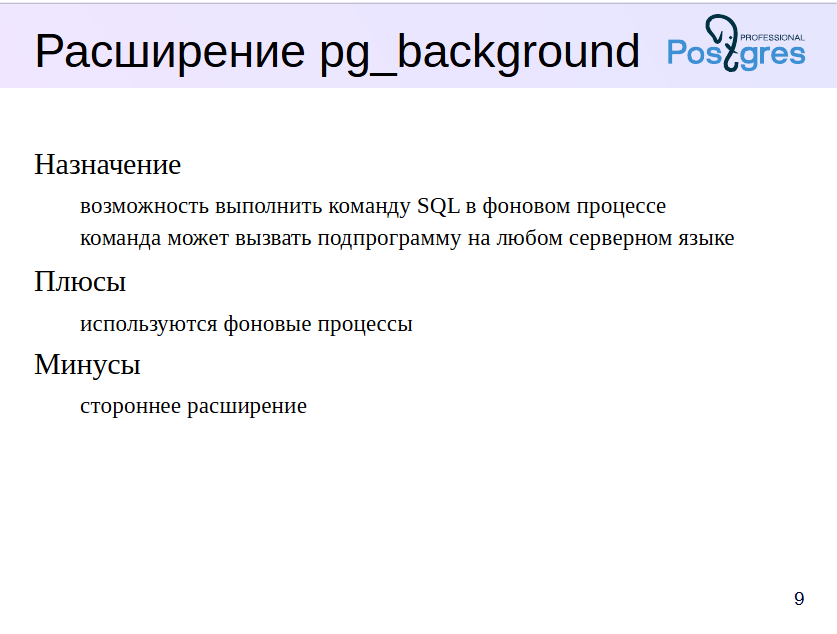 Расширение pg_background
PROFESSIONAL
Postgres
Назначение
возможность выполнить команду SQL в фоновом процессе
команда может вызвать подпрограмму на любом серверном языке
Плюсы
используются фоновые процессы
Минусы
стороннее расширение
9